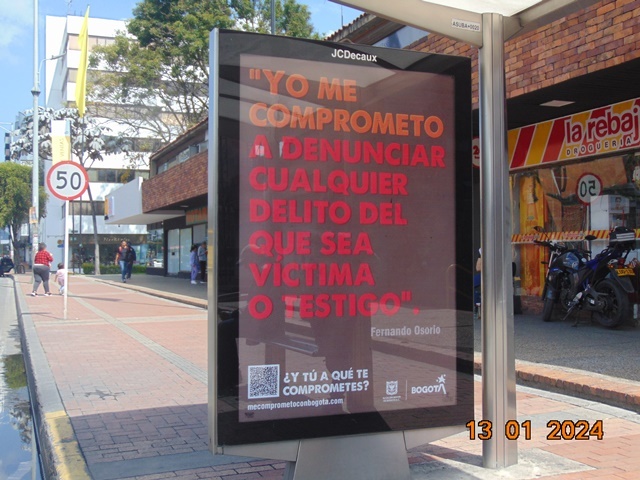 JCDecaux
"YO ME
COMPROMETO
A DENUNCIAR
CUALQUIER
DELITO DEL
QUE SEA
VÍCTIMA
O TESTIGO".
Fernando Osorio
¿Y TÚ A QUÉ TE
COMPROMETES?
mecomprometoconbogota.com
BOGOTÁ
50
la rebaj
DROGUERÍA
50
13 01 2024